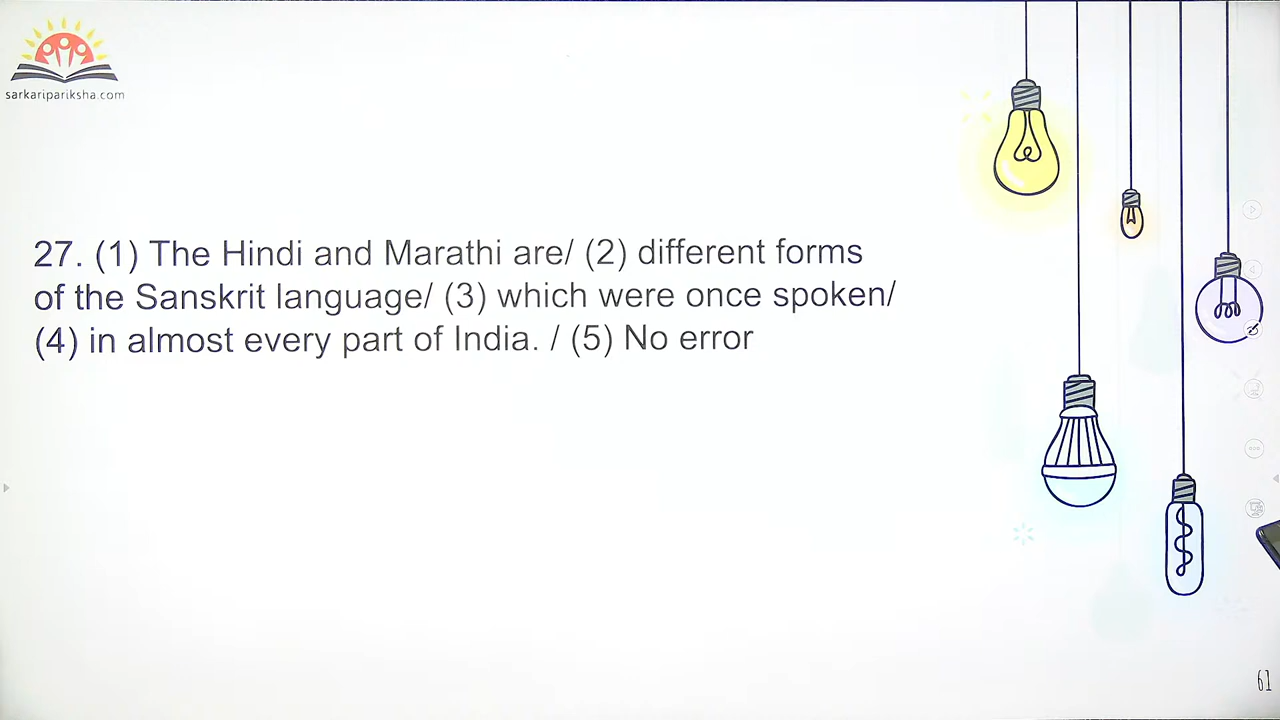 sarkaripariksha.com
27. (1) The Hindi and Marathi are/ (2) different forms
of the Sanskrit language/ (3) which were once spoken/
(4) in almost every part of India. / (5) No error
61